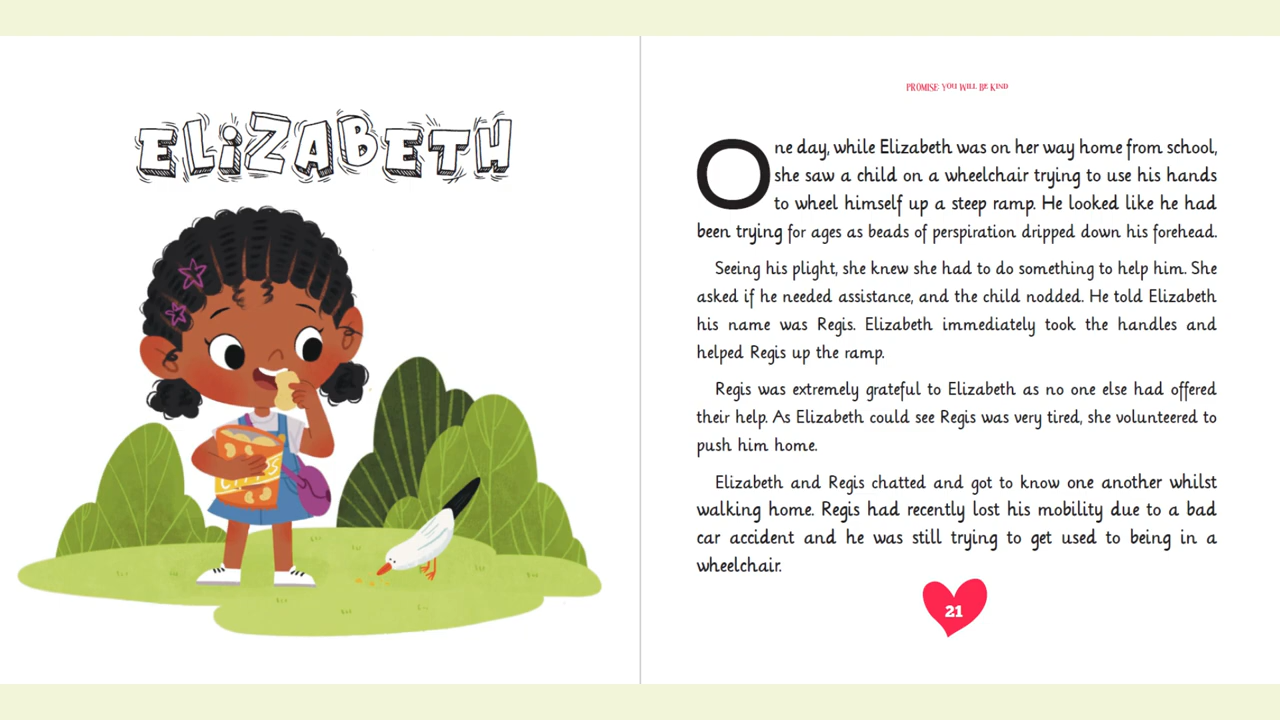 ELiZABETH
PROMISE YOU WILL BE KIND
One day, while Elizabeth was on her way home from school,
she saw a child on a wheelchair trying to use his hands
to wheel himself up a steep ramp. He looked like he had
been trying for ages as beads of perspiration dripped down his forehead.
Seeing his plight, she knew she had to do something to help him. She
asked if he needed assistance, and the child nodded. He told Elizabeth
his name was Regis. Elizabeth immediately took the handles and
helped Regis up the ramp.
Regis was extremely grateful to Elizabeth as no one else had offered
their help. As Elizabeth could see Regis was very tired, she volunteered to
push him home.
Elizabeth and Regis chatted and got to know one another whilst
walking home. Regis had recently lost his mobility due to a bad
car accident and he was still trying to get used to being in a
wheelchair.
21